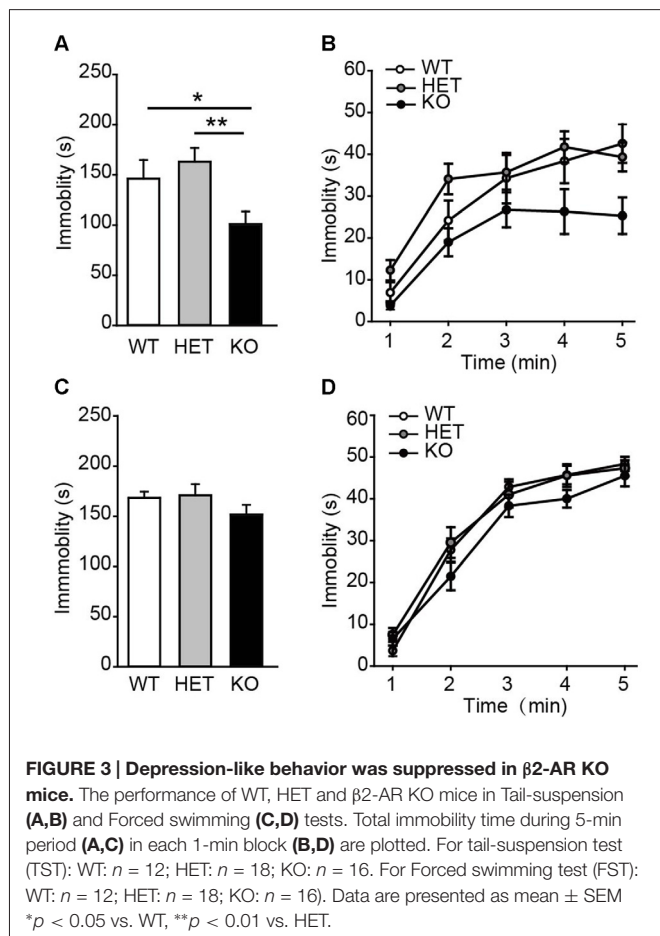 A
250
200
150
100
50
0
Immoblity (s)
*
**
WT HET KO
B
60
50
40
30
20
10
0
Immoblity (s)
WT
HET
KO
1 2 3 4 5
Time (min)
C
250
200
150
100
50
0
Immmoblity (s)
WT HET KO
D
60
50
40
30
20
10
0
Immoblity (s)
WT
HET
KO
1 2 3 4 5
Time (min)
FIGURE 3 | Depression-like behavior was suppressed in β2-AR KO
mice. The performance of WT, HET and β2-AR KO mice in Tail-suspension
(A,B) and Forced swimming (C,D) tests. Total immobility time during 5-min
period (A,C) in each 1-min block (B,D) are plotted. For tail-suspension test
(TST): WT: n = 12; HET: n = 18; KO: n = 16. For Forced swimming test (FST):
WT: n = 12; HET: n = 18; KO: n = 16). Data are presented as mean ± SEM
*p < 0.05 vs. WT, **p < 0.01 vs. HET.